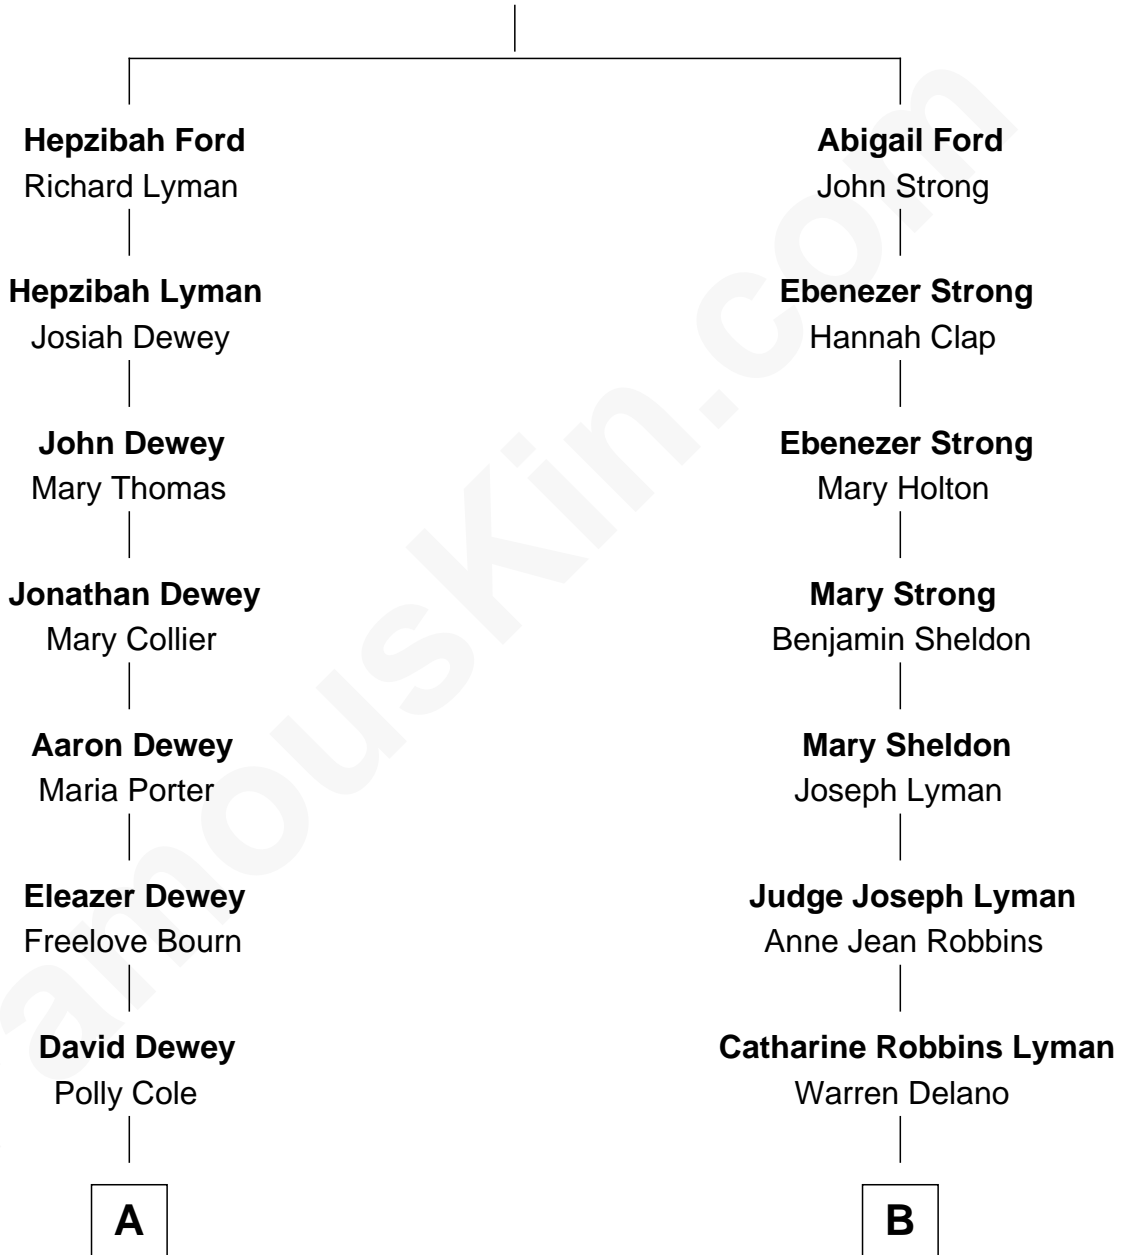 Hepzibah Ford
Richard Lyman
Hepzibah Lyman
Josiah Dewey
John Dewey
Mary Thomas
Jonathan Dewey
Mary Collier
Aaron Dewey
Maria Porter
Eleazer Dewey
Freelove Bourn
David Dewey
Polly Cole
A
Abigail Ford
John Strong
Ebenezer Strong
Hannah Clap
Ebenezer Strong
Mary Holton
Mary Strong
Benjamin Sheldon
Mary Sheldon
Joseph Lyman
Judge Joseph Lyman
Anne Jean Robbins
Catharine Robbins Lyman
Warren Delano
B
amouskin.com